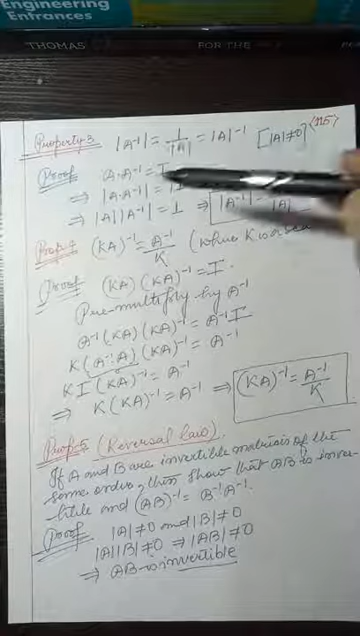 Engineering
Entrances
THOMAS
FOR THE
<115>
Property 3 |A⁻¹| = 1/|A| = |A|⁻¹ [|A|≠0]
Proof A·A⁻¹ = I
⇒ |A·A⁻¹| =
⇒ |A||A⁻¹| = 1 ⇒ |A⁻¹| = |A|
Prop. 4 (KA)⁻¹ = A⁻¹/K (where K is
Proof (KA)(KA)⁻¹ = I.
Pre-multiply by A⁻¹
A⁻¹(KA)(KA)⁻¹ = A⁻¹I
K(A⁻¹A)(KA)⁻¹ = A⁻¹
KI(KA)⁻¹ = A⁻¹
⇒ K(KA)⁻¹ = A⁻¹ ⇒ (KA)⁻¹ = A⁻¹/K
Prop. 5 (Reversal law).
If A and B are invertible matrices of the
same order, then show that AB is inver-
tible and (AB)⁻¹ = B⁻¹A⁻¹.
Proof |A|≠0 and |B|≠0
|A||B|≠0 ⇒ |AB|≠0
⇒ AB is invertible